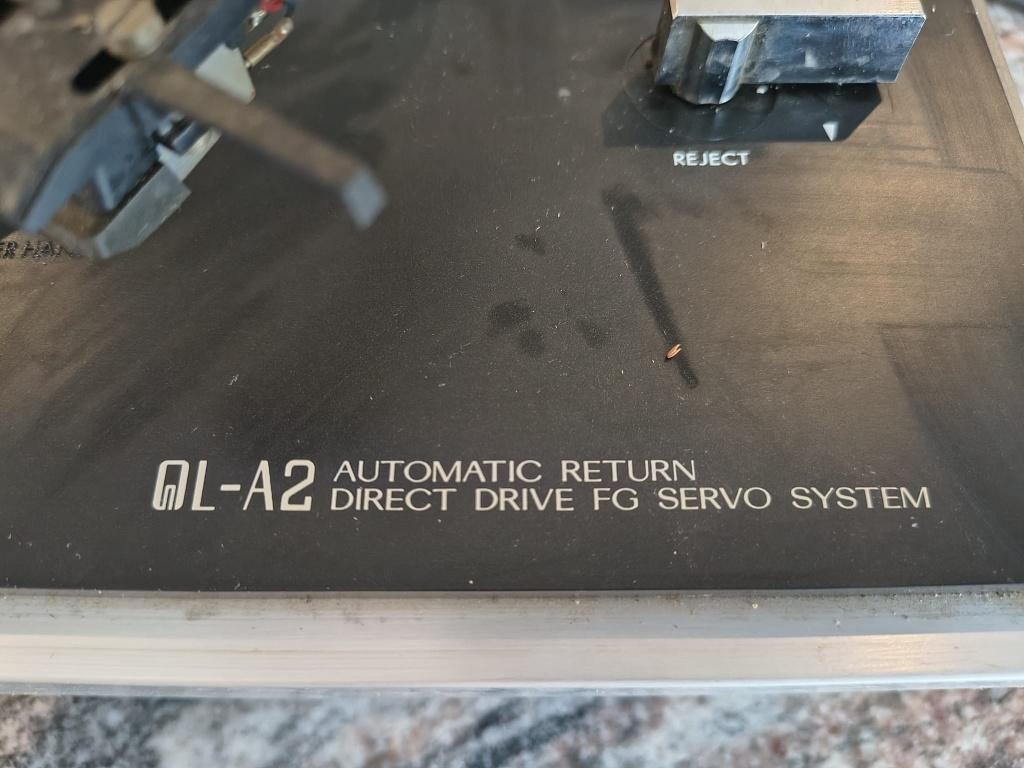 REJECT
QL-A2 AUTOMATIC RETURN
DIRECT DRIVE FG SERVO SYSTEM